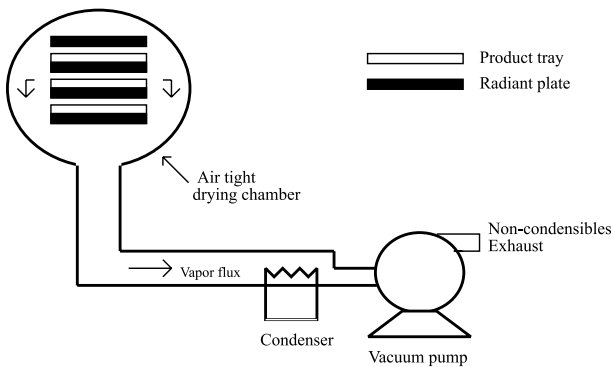 Product tray
Radiant plate
Air tight
drying chamber
Non-condensibles
Exhaust
Vapor flux
Condenser
Vacuum pump